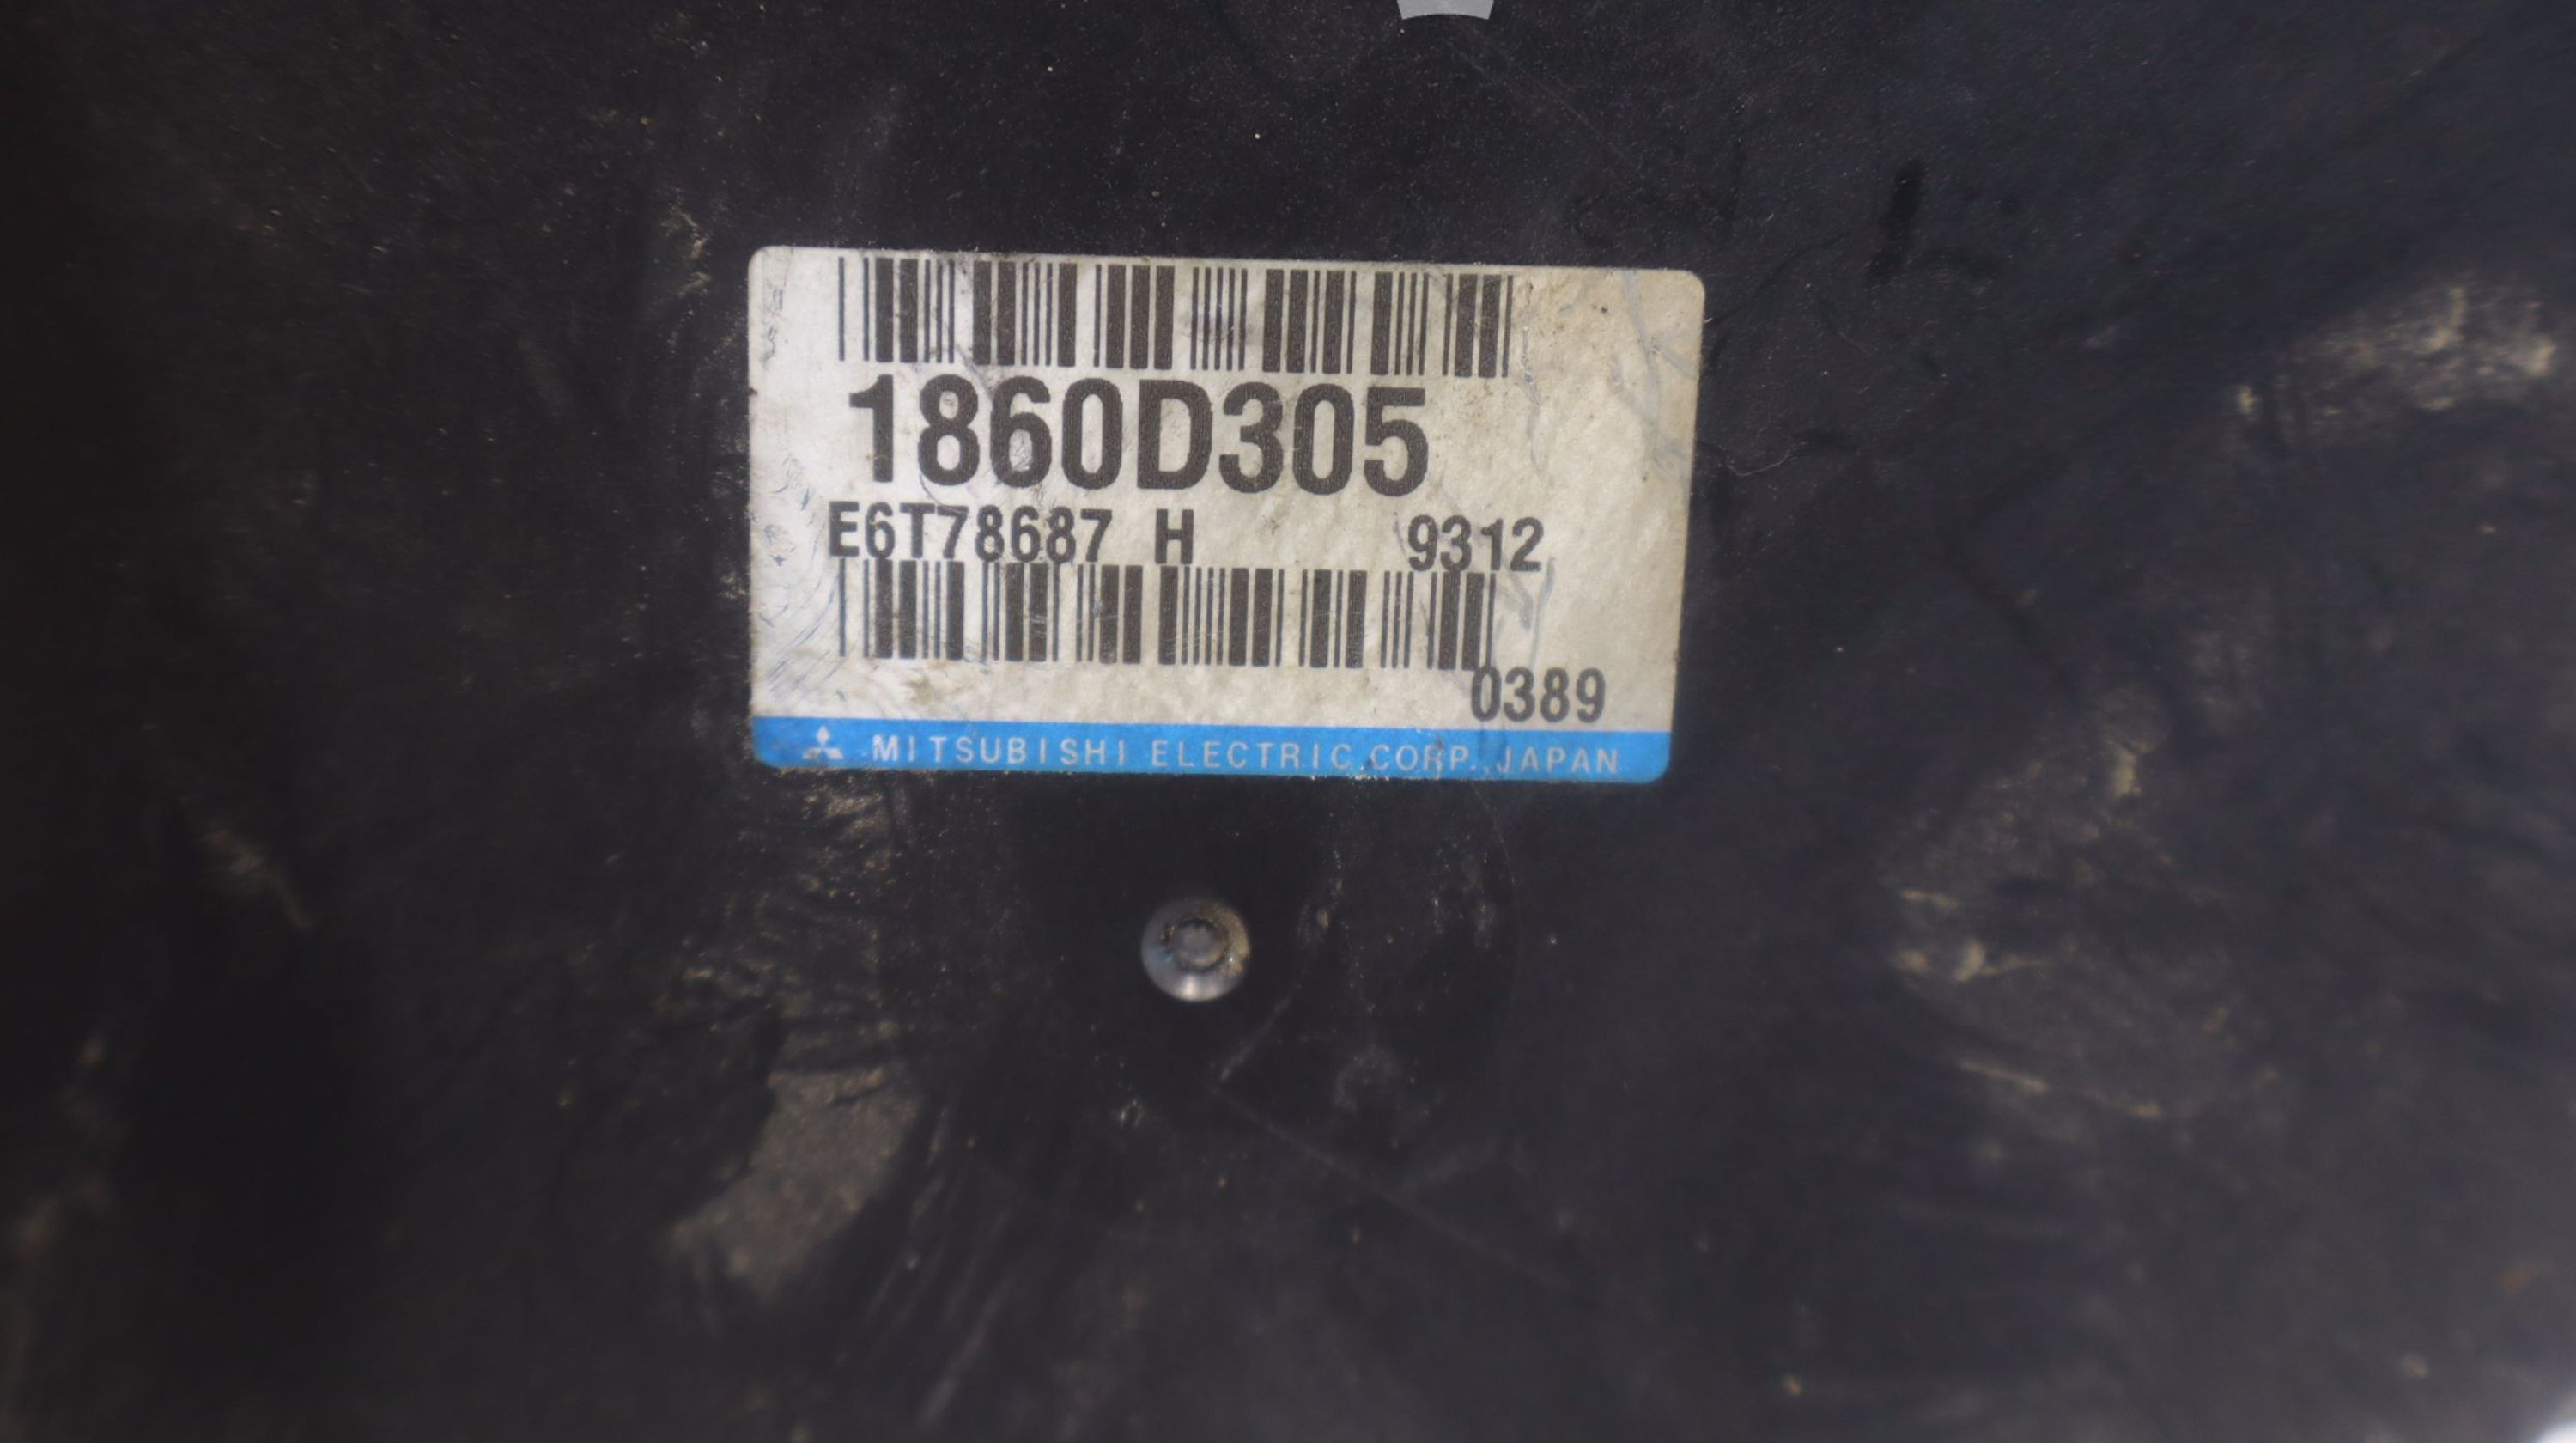 1860D305
E6T78687 H 9312
0389
MITSUBISHI ELECTRIC CORP. JAPAN